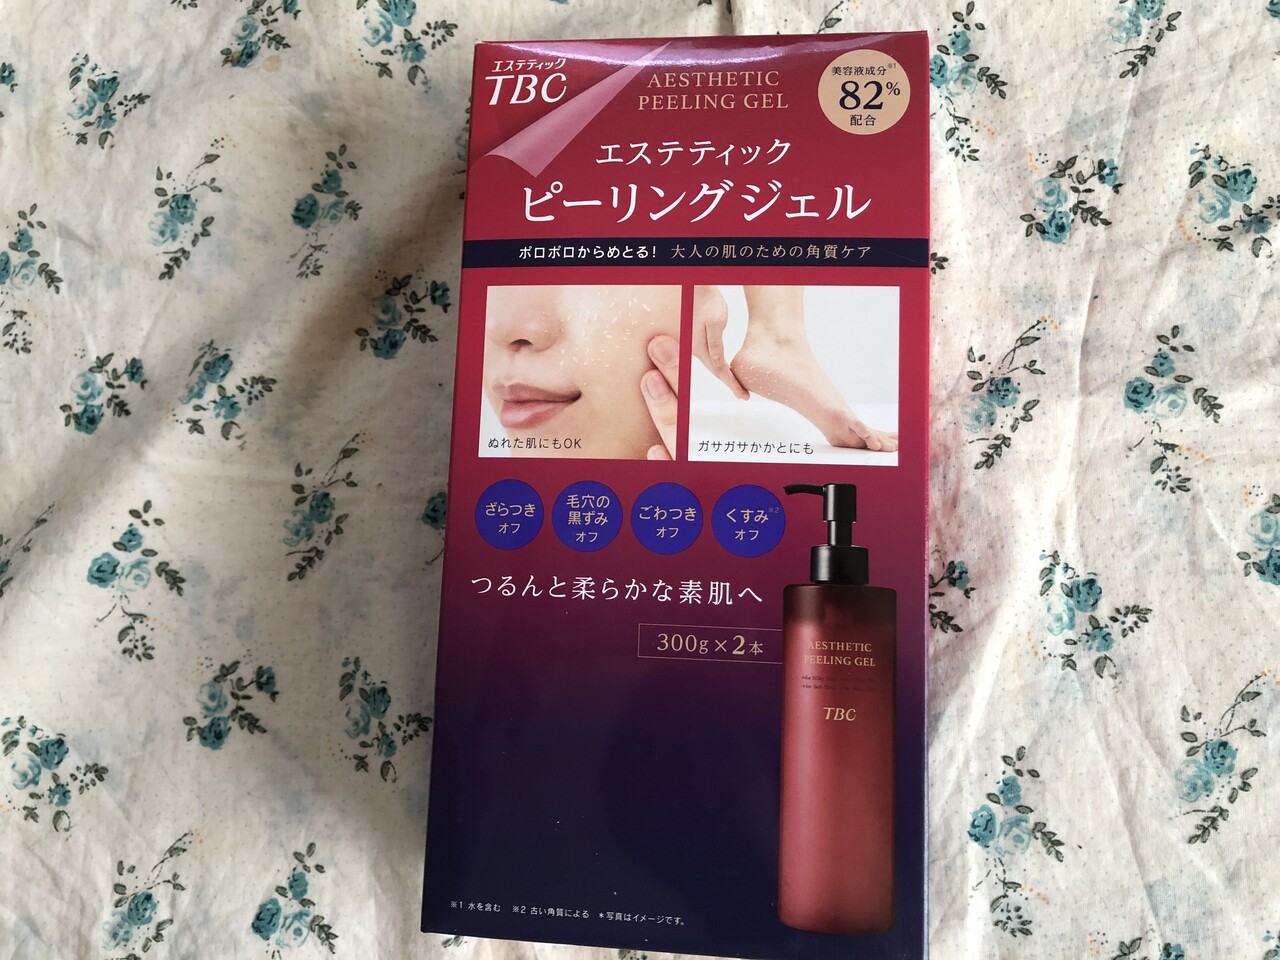 エステティック
TBC
AESTHETIC
PEELING GEL
美容液成分※1
82%
配合
エステティック
ピーリングジェル
ポロポロからめとる! 大人の肌のための角質ケア
ぬれた肌にもOK
ガサガサかかとにも
ざらつき
オフ
毛穴の
黒ずみ
オフ
ごわつき
オフ
くすみ※2
オフ
つるんと柔らかな素肌へ
300g×2本
AESTHETIC
PEELING GEL
TBC
※1 水を含む ※2 古い角質による *写真はイメージです。